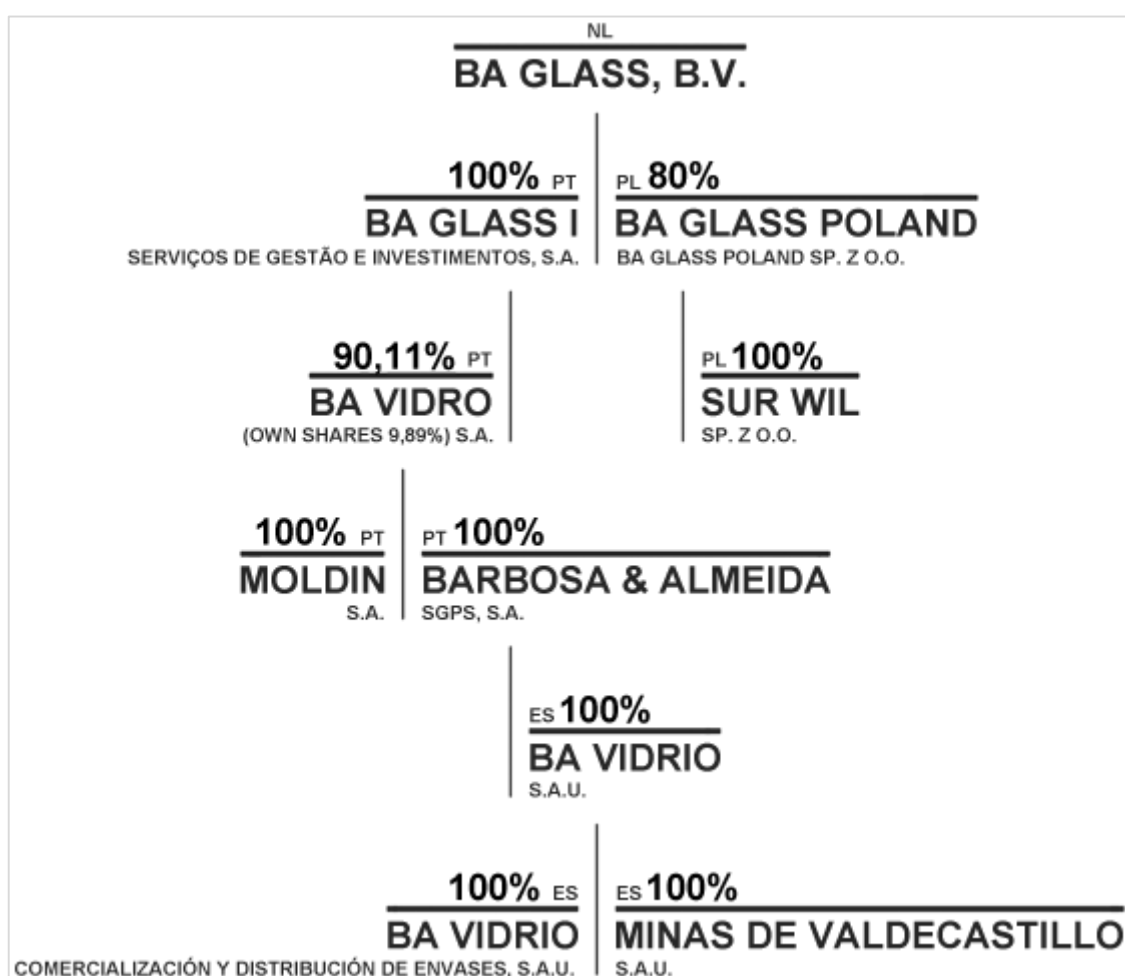 NL
BA GLASS, B.V.
100% PT
BA GLASS I
SERVIÇOS DE GESTÃO E INVESTIMENTOS, S.A.
PL 80%
BA GLASS POLAND
BA GLASS POLAND SP. Z O.O.
90,11% PT
BA VIDRO
(OWN SHARES 9,89%) S.A.
PL 100%
SUR WIL
SP. Z O.O.
100% PT
MOLDIN
S.A.
PT 100%
BARBOSA & ALMEIDA
SGPS, S.A.
ES 100%
BA VIDRIO
S.A.U.
100% ES
BA VIDRIO
COMERCIALIZACIÓN Y DISTRIBUCIÓN DE ENVASES, S.A.U.
ES 100%
MINAS DE VALDECASTILLO
S.A.U.